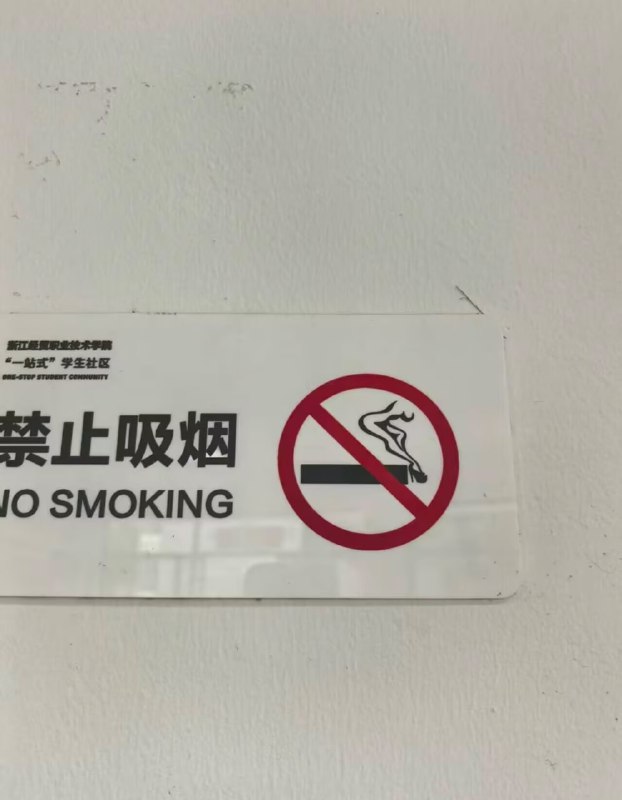 浙江经贸职业技术学院
“一站式”学生社区
ONE-STOP STUDENT COMMUNITY
禁止吸烟
NO SMOKING